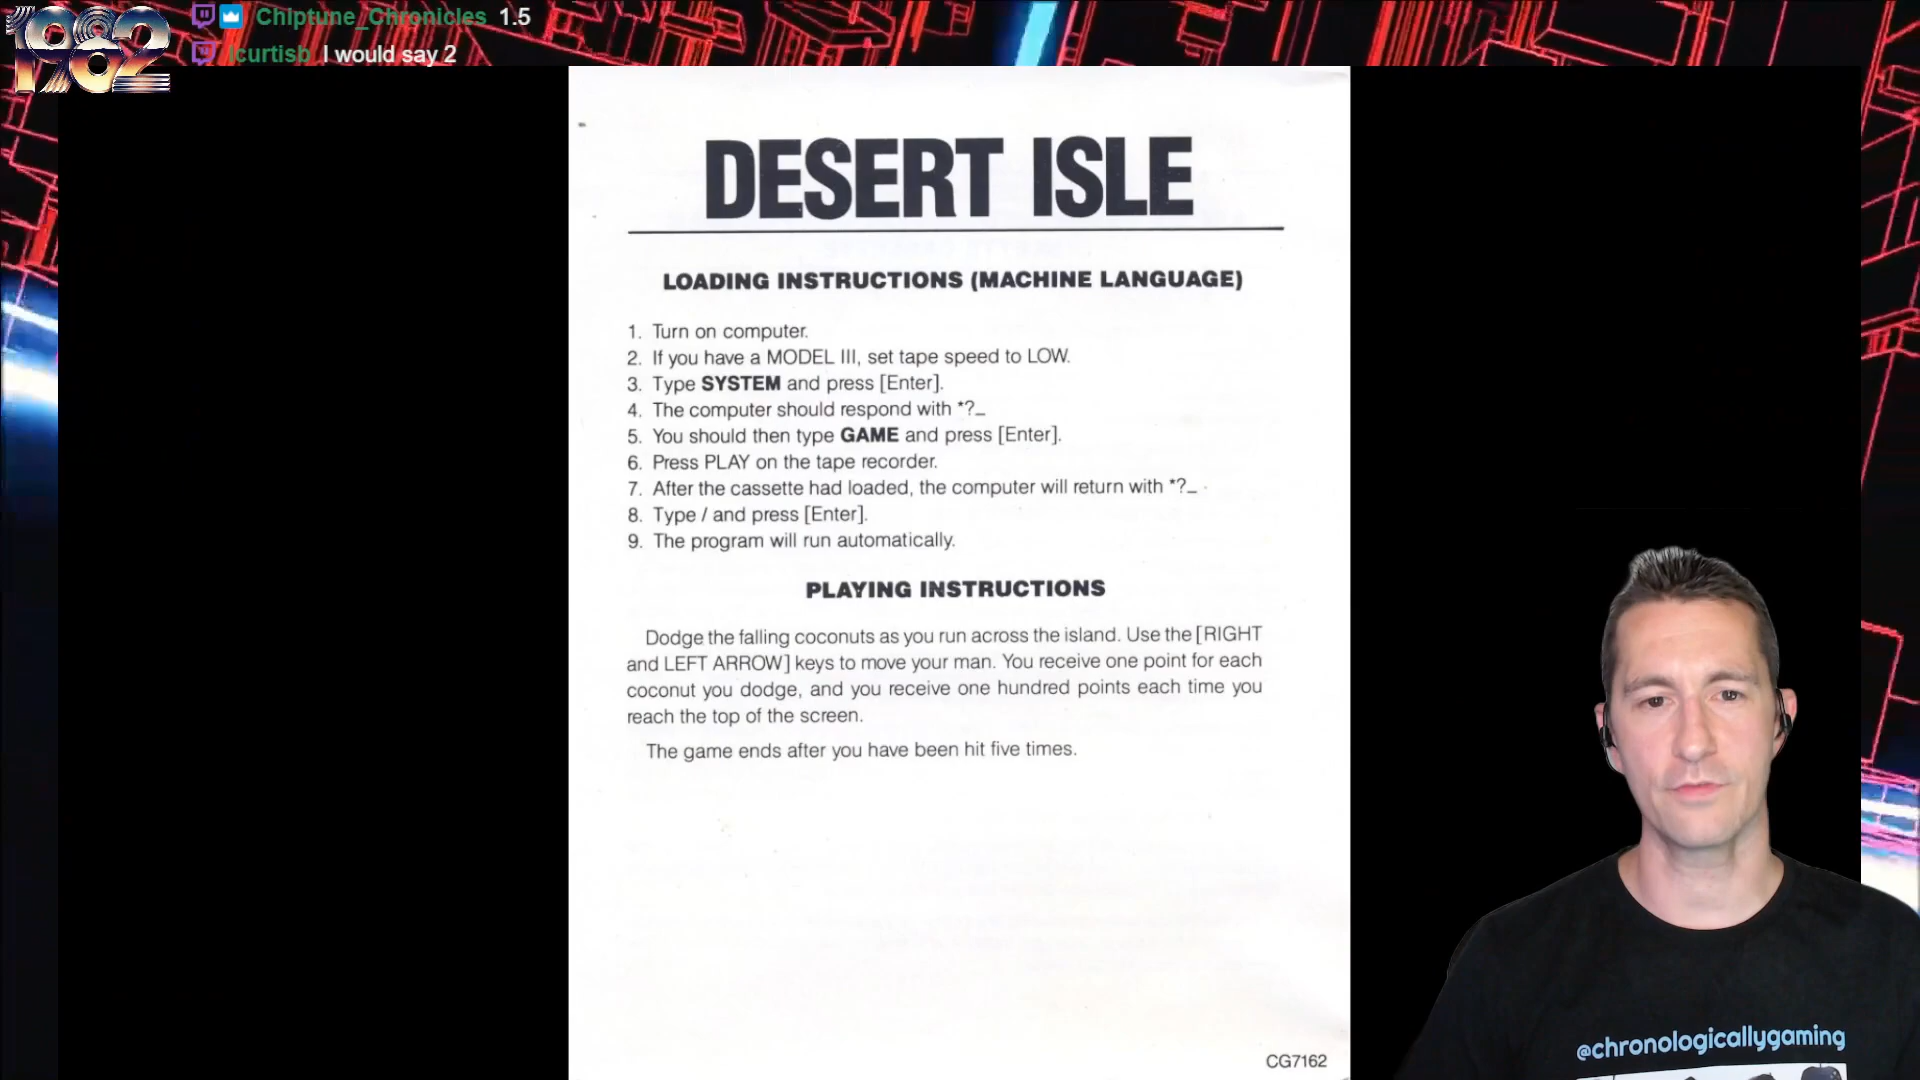 1982
Chiptune_Chronicles 1.5
lcurtisb I would say 2
DESERT ISLE
LOADING INSTRUCTIONS (MACHINE LANGUAGE)
1. Turn on computer.
2. If you have a MODEL III, set tape speed to LOW.
3. Type SYSTEM and press [Enter].
4. The computer should respond with *?_
5. You should then type GAME and press [Enter].
6. Press PLAY on the tape recorder.
7. After the cassette had loaded, the computer will return with *?_
8. Type / and press [Enter].
9. The program will run automatically.
PLAYING INSTRUCTIONS
Dodge the falling coconuts as you run across the island. Use the [RIGHT
and LEFT ARROW] keys to move your man. You receive one point for each
coconut you dodge, and you receive one hundred points each time you
reach the top of the screen.
The game ends after you have been hit five times.
CG7162
@chronologicallygaming